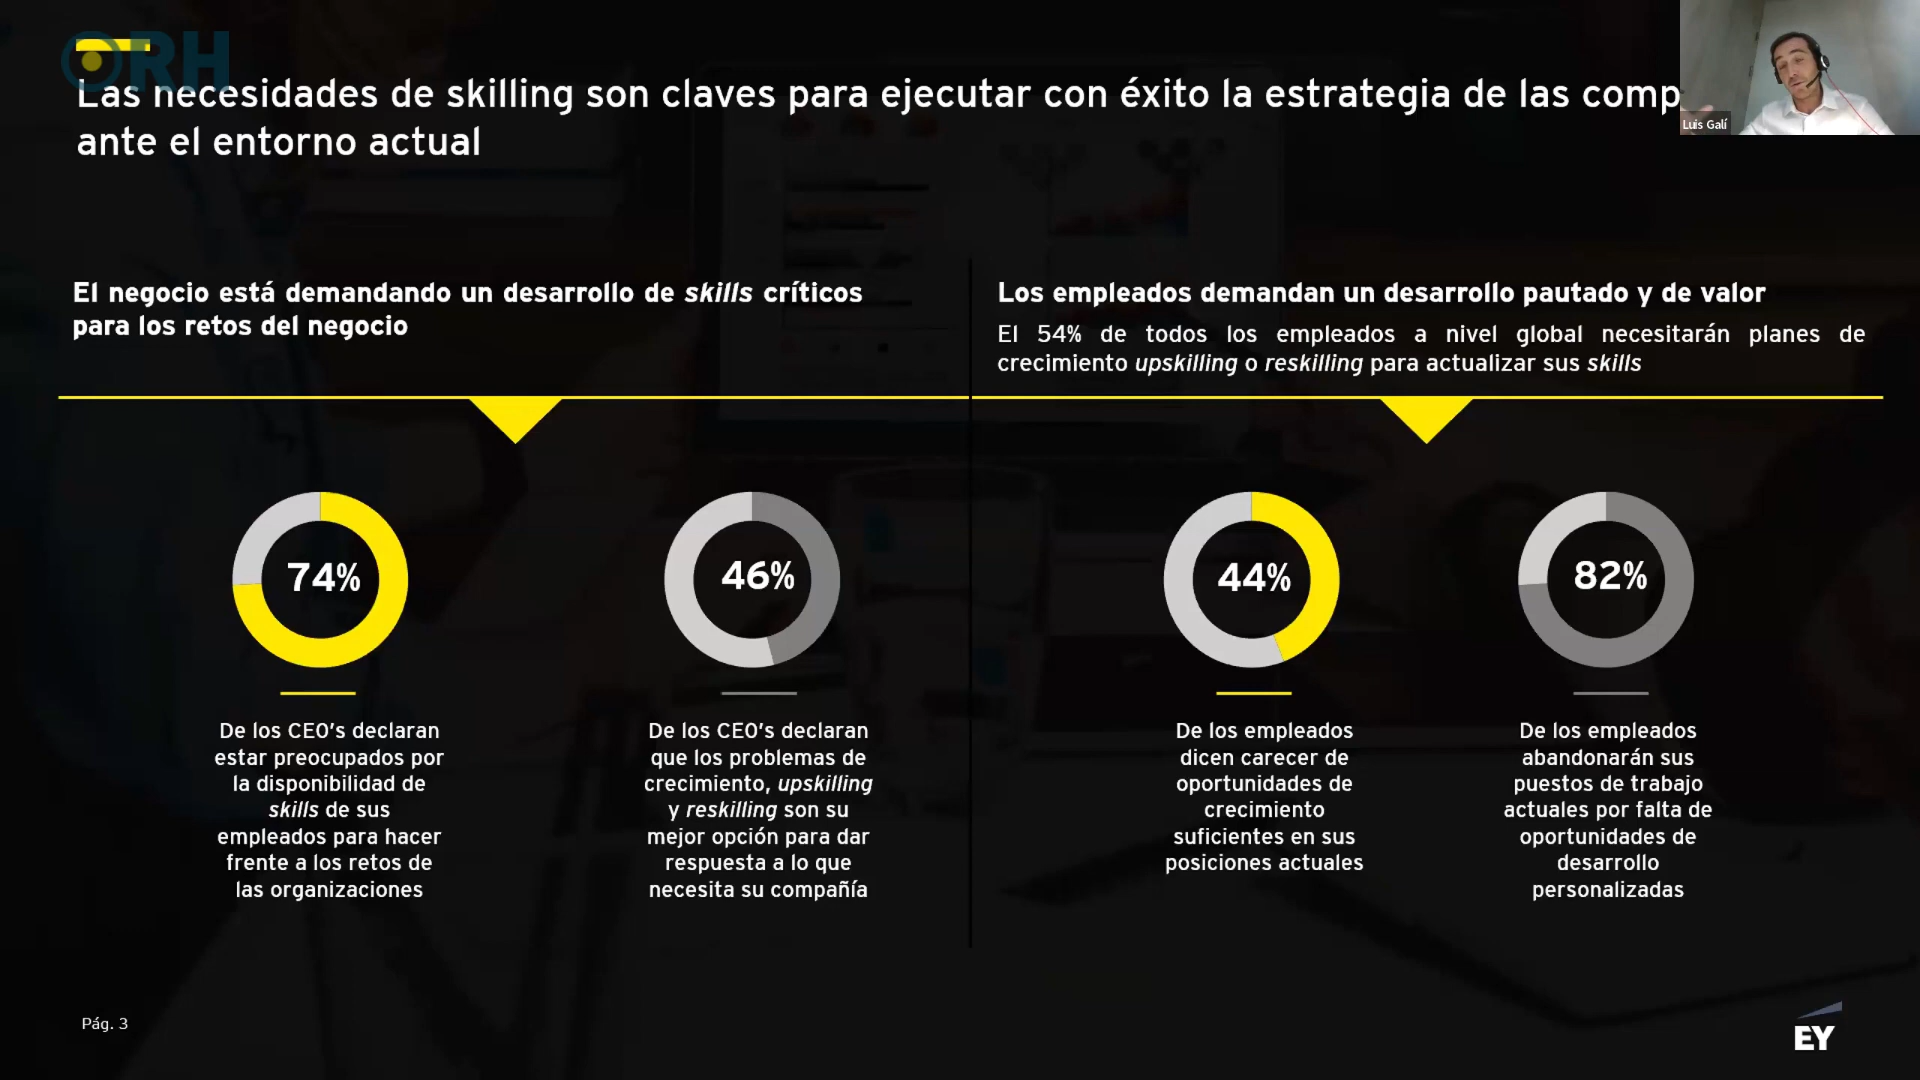 ORH
Las necesidades de skilling son claves para ejecutar con éxito la estrategia de las comp
ante el entorno actual
Luis Galí
El negocio está demandando un desarrollo de skills críticos
para los retos del negocio
Los empleados demandan un desarrollo pautado y de valor
El 54% de todos los empleados a nivel global necesitarán planes de
crecimiento upskilling o reskilling para actualizar sus skills
74%
De los CEO's declaran
estar preocupados por
la disponibilidad de
skills de sus
empleados para hacer
frente a los retos de
las organizaciones
46%
De los CEO's declaran
que los problemas de
crecimiento, upskilling
y reskilling son su
mejor opción para dar
respuesta a lo que
necesita su compañía
44%
De los empleados
dicen carecer de
oportunidades de
crecimiento
suficientes en sus
posiciones actuales
82%
De los empleados
abandonarán sus
puestos de trabajo
actuales por falta de
oportunidades de
desarrollo
personalizadas
Pág. 3
EY